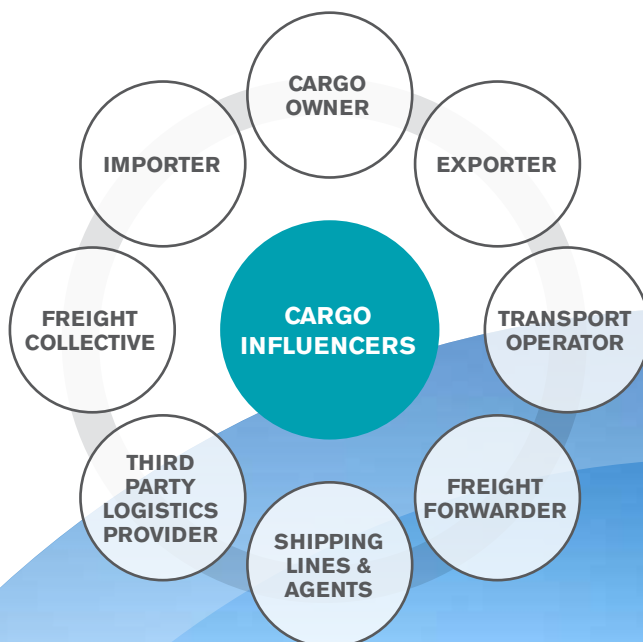 CARGO
OWNER
EXPORTER
TRANSPORT
OPERATOR
FREIGHT
FORWARDER
SHIPPING
LINES &
AGENTS
THIRD
PARTY
LOGISTICS
PROVIDER
FREIGHT
COLLECTIVE
IMPORTER
CARGO
INFLUENCERS